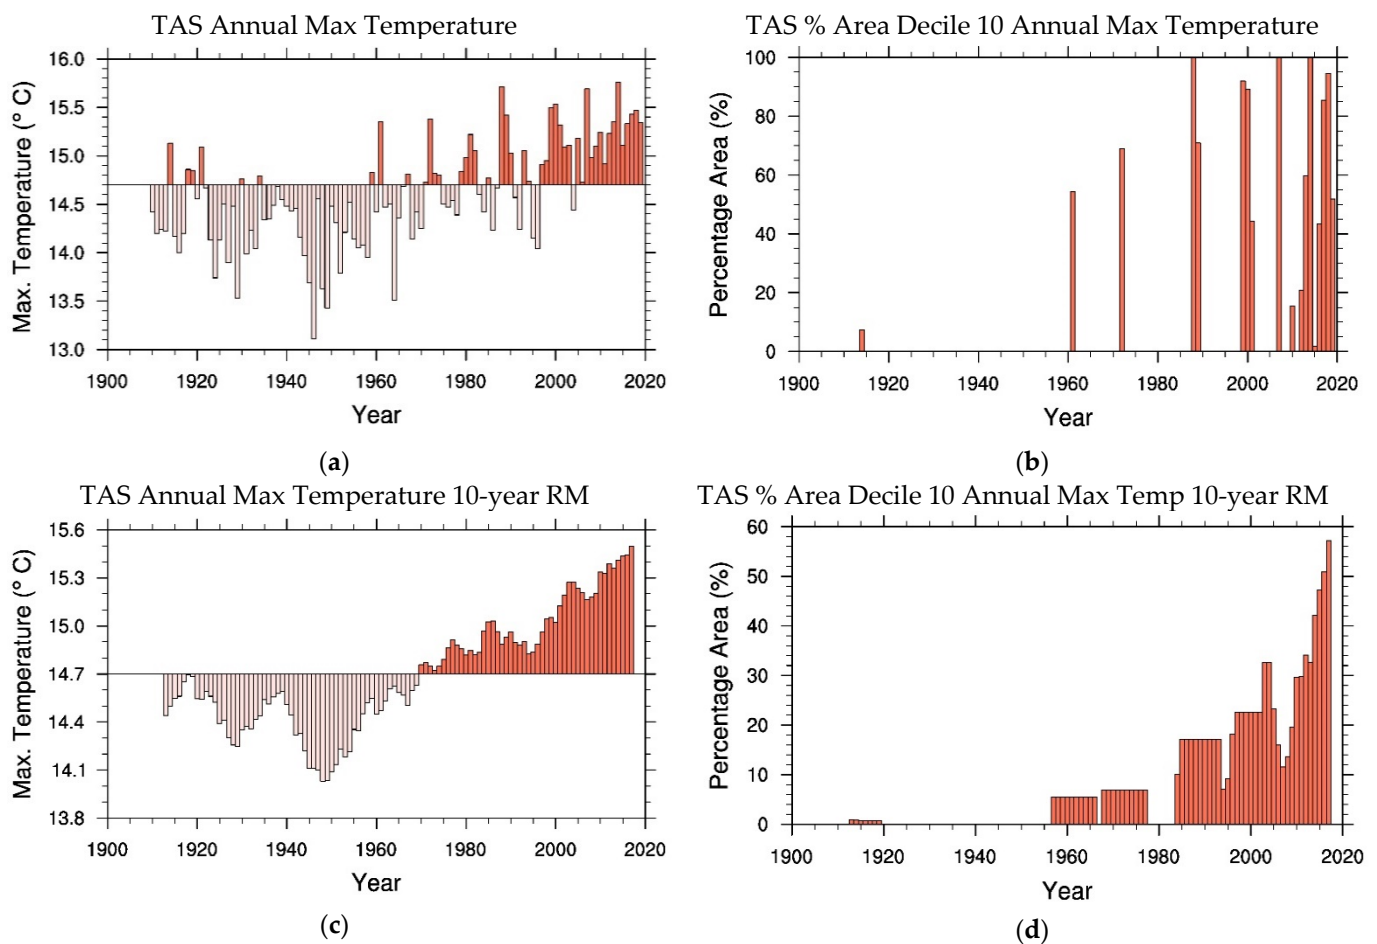 TAS Annual Max Temperature
16.0
15.5
15.0
14.5
14.0
13.5
13.0
Max. Temperature (° C)
1900 1920 1940 1960 1980 2000 2020
Year
(a)
TAS % Area Decile 10 Annual Max Temperature
100
80
60
40
20
0
Percentage Area (%)
1900 1920 1940 1960 1980 2000 2020
Year
(b)
TAS Annual Max Temperature 10-year RM
15.6
15.3
15.0
14.7
14.4
14.1
13.8
Max. Temperature (° C)
1900 1920 1940 1960 1980 2000 2020
Year
(c)
TAS % Area Decile 10 Annual Max Temp 10-year RM
60
50
40
30
20
10
0
Percentage Area (%)
1900 1920 1940 1960 1980 2000 2020
Year
(d)